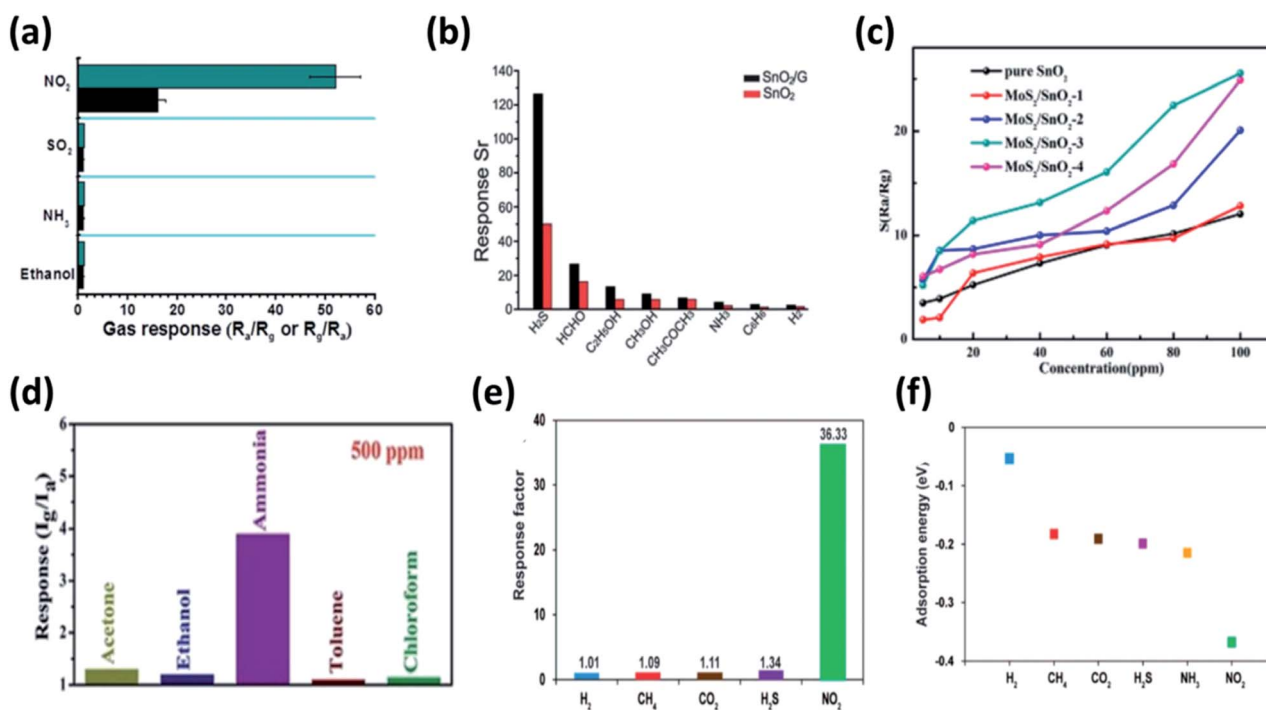 (a)
NO₂
SO₂
NH₃
Ethanol
0 10 20 30 40 50 60
Gas response (Rₐ/R_g or R_g/Rₐ)
(b)
SnO₂/G
SnO₂
Response Sr
140
120
100
80
60
40
20
0
H₂S HCHO C₂H₅OH CH₃OH CH₃COCH₃ NH₃ C₆H₆ H₂
(c)
pure SnO₂
MoS₂/SnO₂-1
MoS₂/SnO₂-2
MoS₂/SnO₂-3
MoS₂/SnO₂-4
S(Ra/Rg)
20
10
0
20 40 60 80 100
Concentration(ppm)
(d)
500 ppm
Response (I_g/I_a)
6
5
4
3
2
1
Acetone
Ethanol
Ammonia
Toluene
Chloroform
(e)
Response factor
40
30
20
10
0
1.01 1.09 1.11 1.34 36.33
H₂ CH₄ CO₂ H₂S NO₂
(f)
Adsorption energy (eV)
0
-0.1
-0.2
-0.3
-0.4
H₂ CH₄ CO₂ H₂S NH₃ NO₂